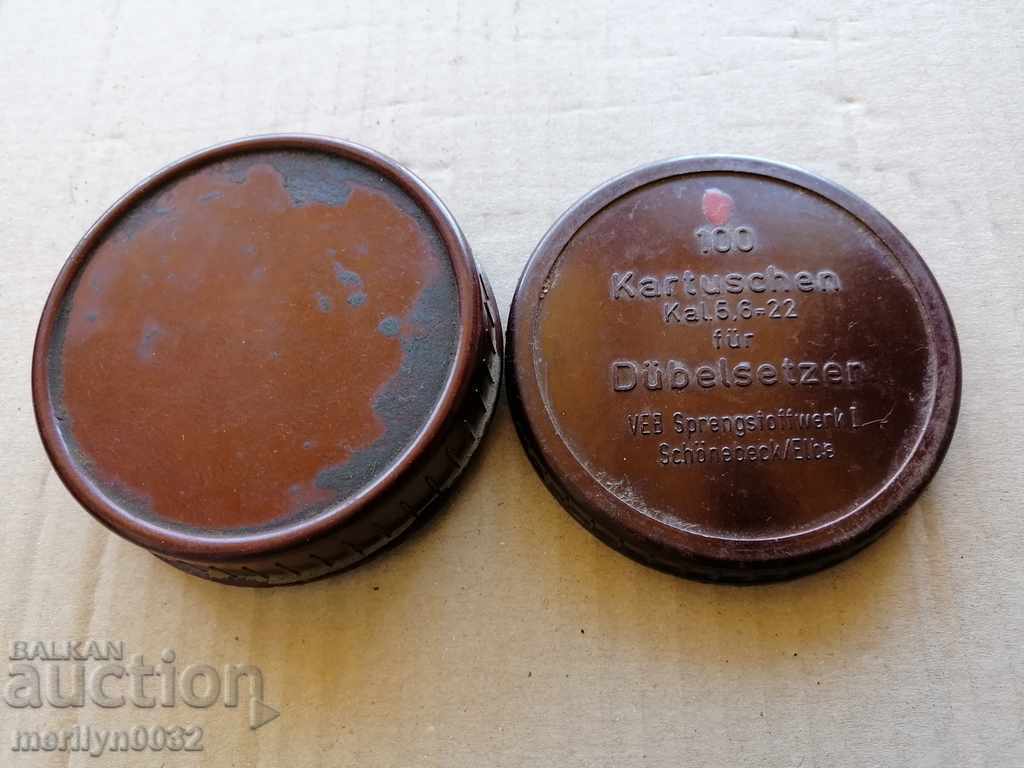 100
Kartuschen
Kal.5,6=22
für
Dübelsetzer
VEB Sprengstoffwerk I
Schönebeck/Elbe
BALKAN
auction
merilyn0032